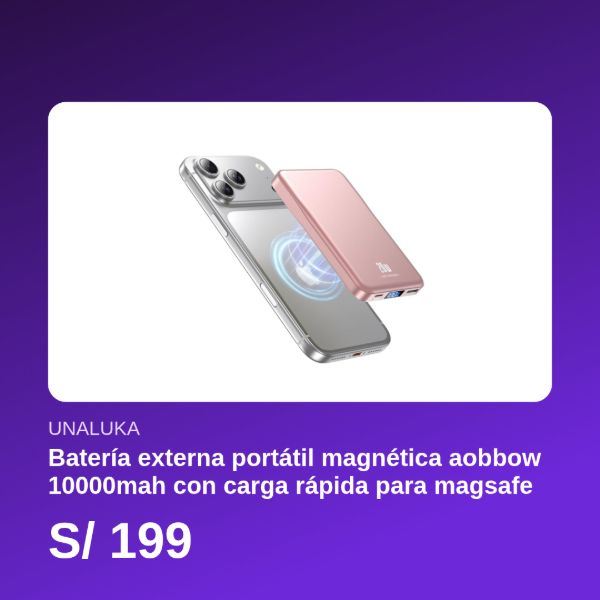 UNALUKA
Batería externa portátil magnética aobbow
10000mah con carga rápida para magsafe
S/ 199